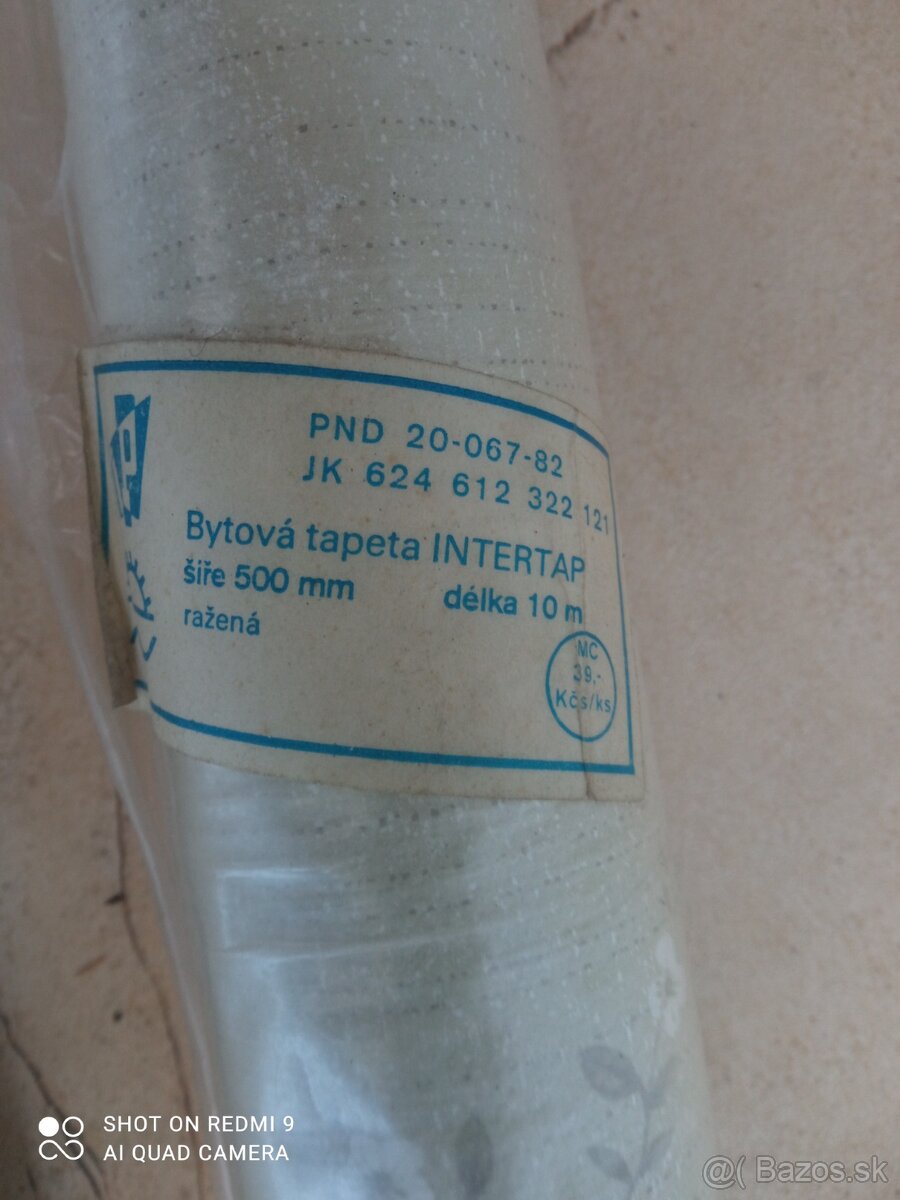 PND 20-067-82
JK 624 612 322 121
Bytová tapeta INTERTAP
šíře 500 mm délka 10 m
ražená
MC
39,-
Kčs/ks
SHOT ON REDMI 9
AI QUAD CAMERA
@( Bazos.sk